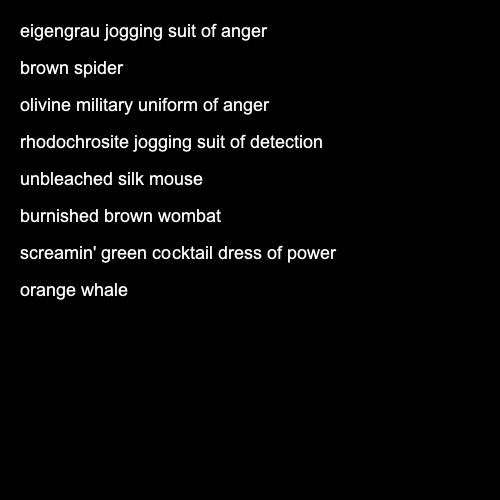 eigengrau jogging suit of anger
brown spider
olivine military uniform of anger
rhodochrosite jogging suit of detection
unbleached silk mouse
burnished brown wombat
screamin' green cocktail dress of power
orange whale